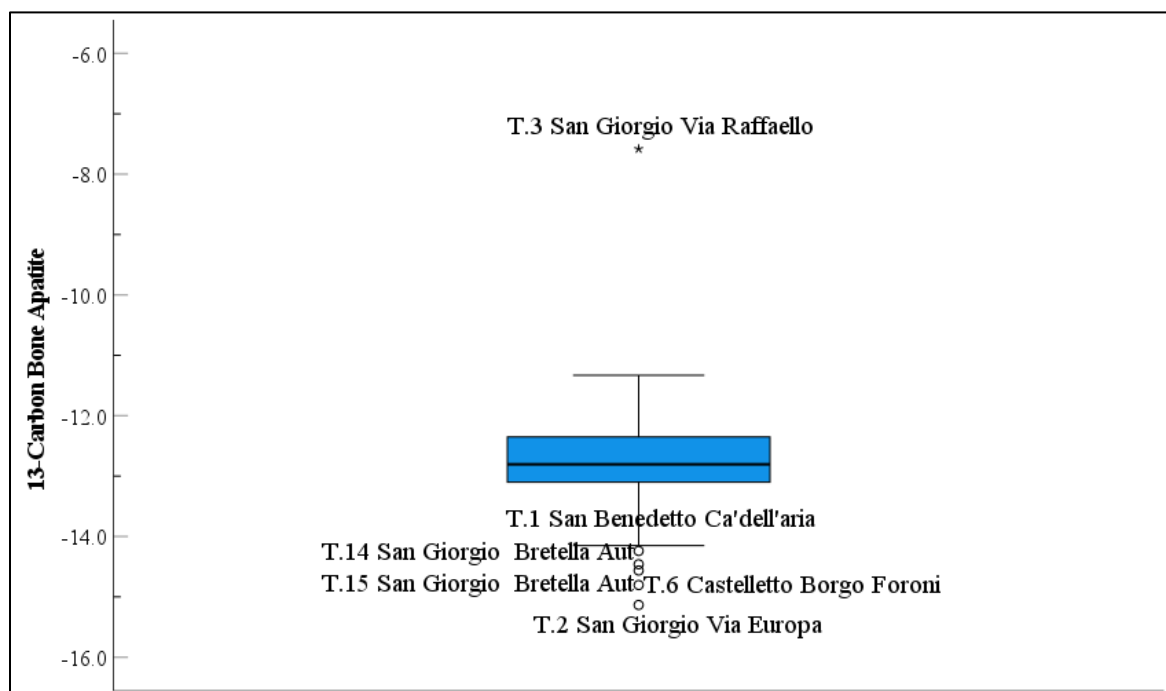 -6.0
T.3 San Giorgio Via Raffaello
*
-8.0
13-Carbon Bone Apatite
-10.0
-12.0
T.1 San Benedetto Ca'dell'aria
-14.0
T.14 San Giorgio  Bretella Aut
T.15 San Giorgio  Bretella Aut
T.6 Castelletto Borgo Foroni
T.2 San Giorgio Via Europa
-16.0